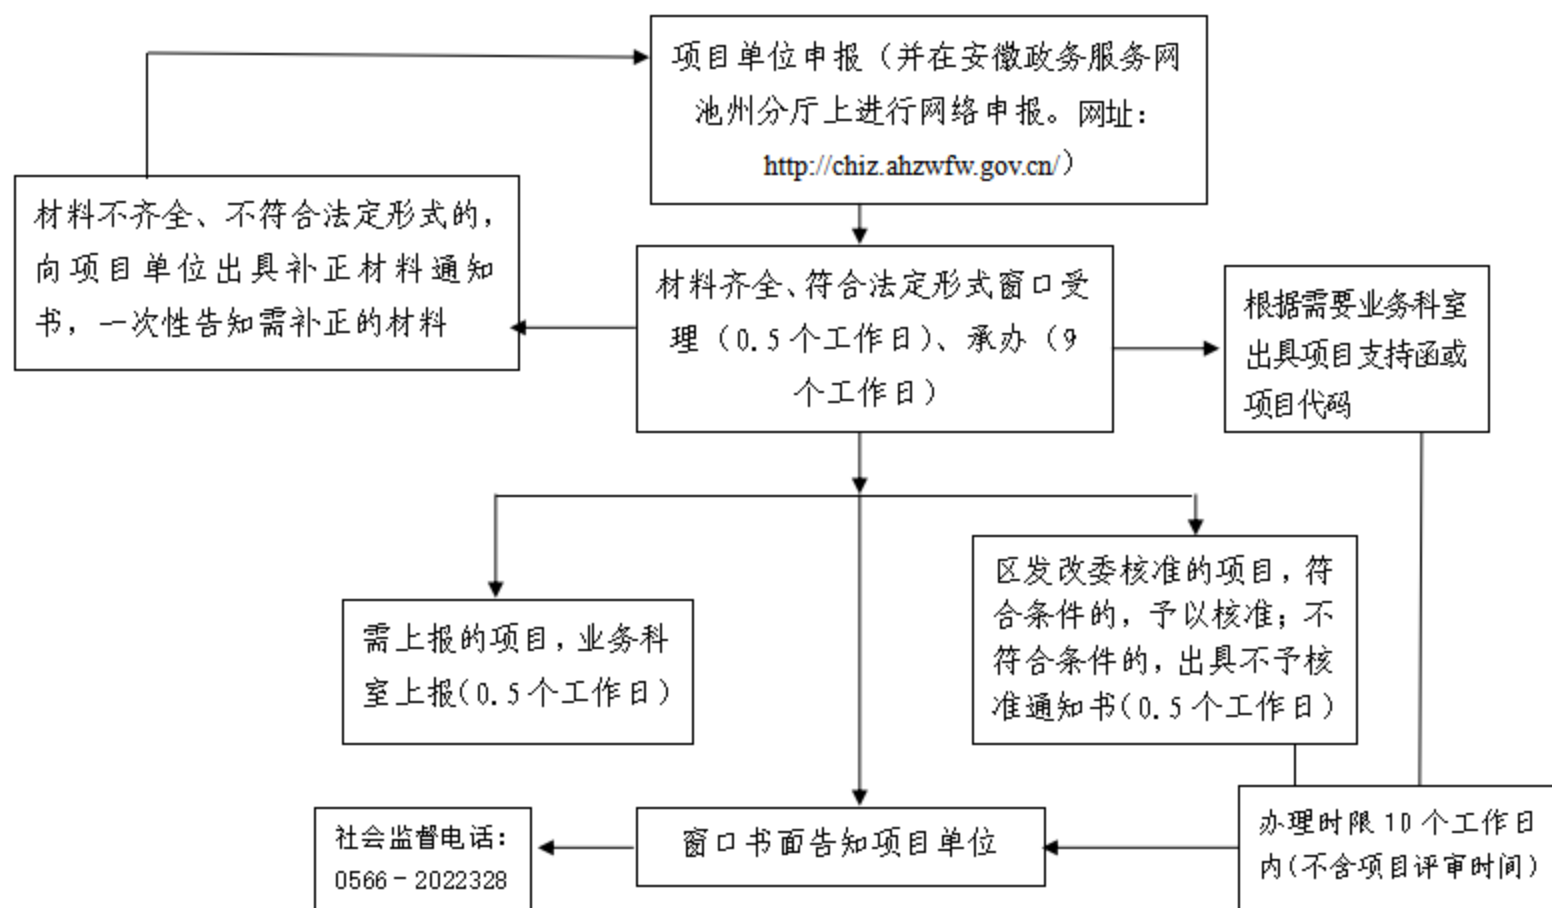 项目单位申报（并在安徽政务服务网
池州分厅上进行网络申报。网址：
http://chiz.ahzwfw.gov.cn/）
材料不齐全、不符合法定形式的，
向项目单位出具补正材料通知
书，一次性告知需补正的材料
材料齐全、符合法定形式窗口受
理（0.5个工作日）、承办（9
个工作日）
根据需要业务科室
出具项目支持函或
项目代码
需上报的项目，业务科
室上报（0.5个工作日）
区发改委核准的项目，符
合条件的，予以核准；不
符合条件的，出具不予核
准通知书（0.5个工作日）
社会监督电话：
0566－2022328
窗口书面告知项目单位
办理时限10个工作日
内（不含项目评审时间）